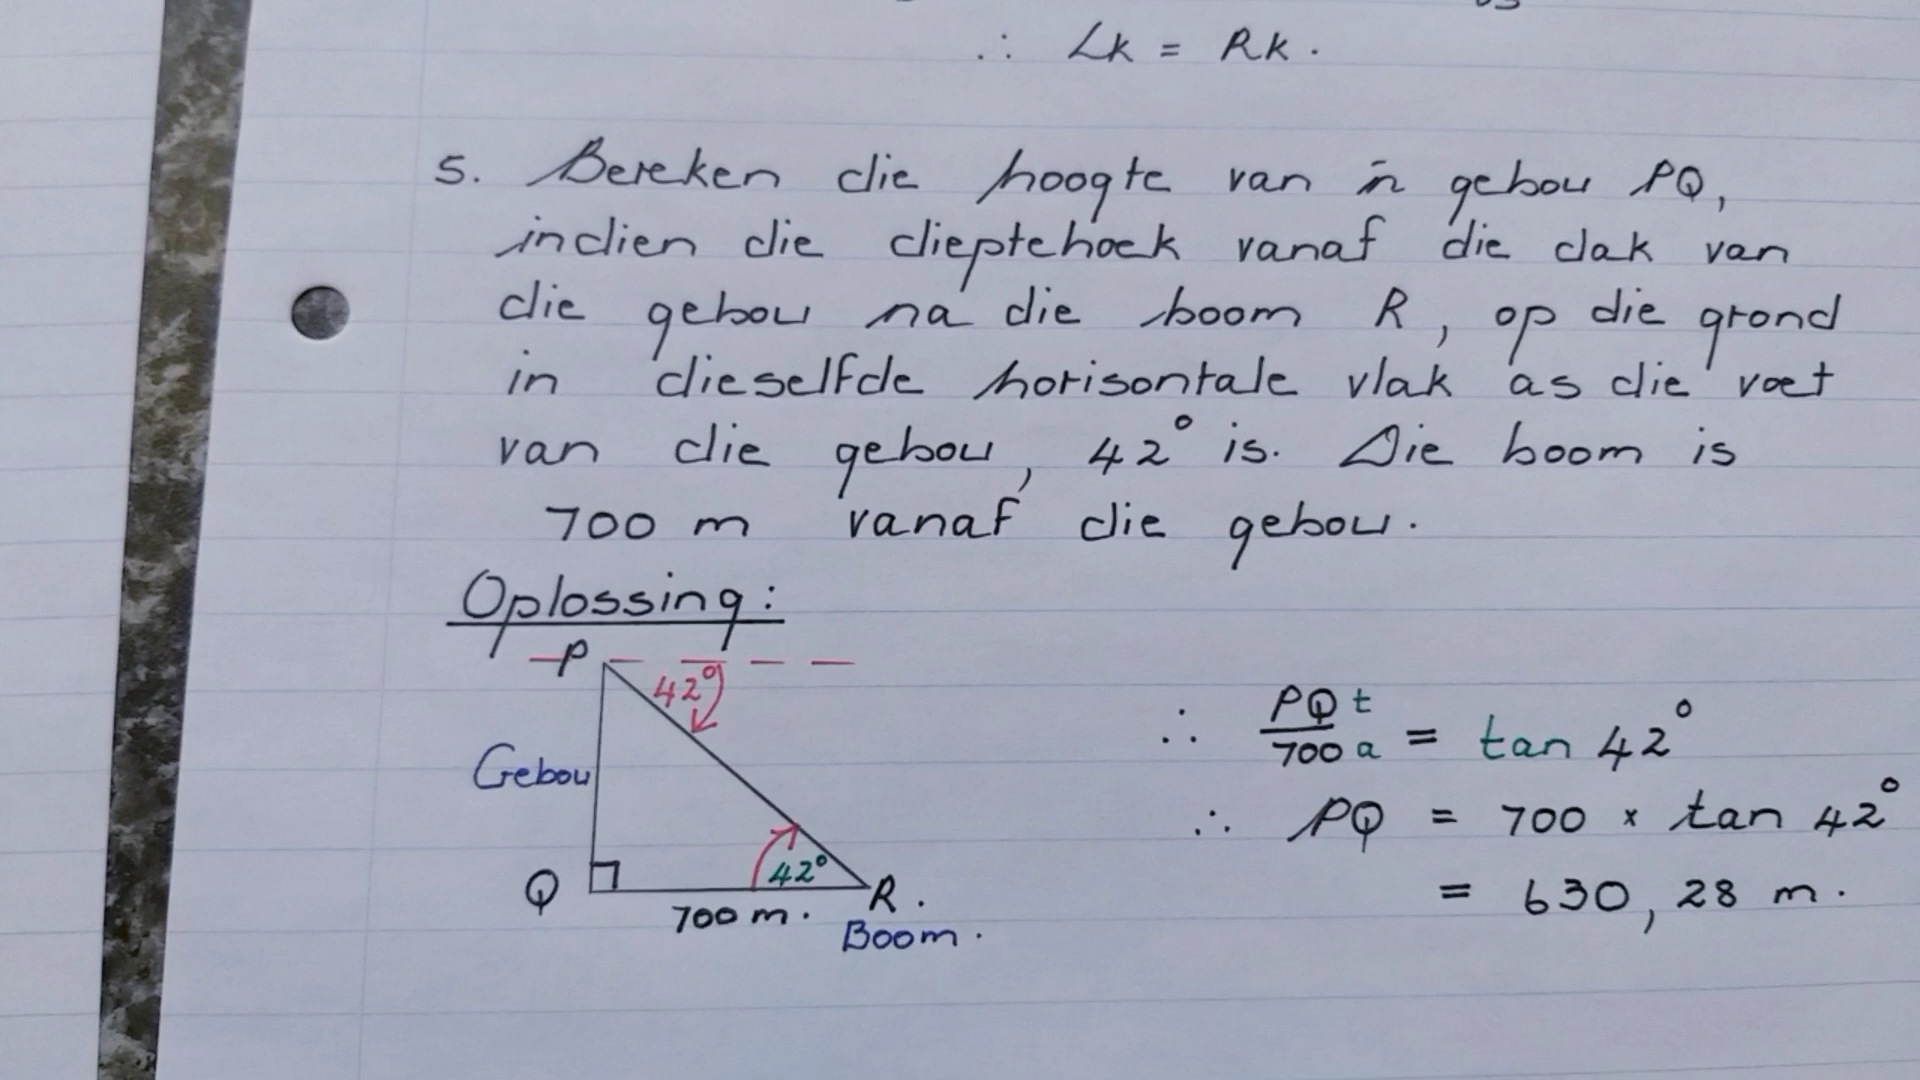 ∴ Lk = Rk.
5. Bereken die hoogte van 'n gebou PQ,
indien die dieptehoek vanaf die dak van
die gebou na die boom R, op die grond
in dieselfde horisontale vlak as die voet
van die gebou, 42° is. Die boom is
700 m vanaf die gebou.
Oplossing:
P
42°
Gebou
Q
42°
R.
700 m.
Boom.
∴ PQ t / 700 a = tan 42°
∴ PQ = 700 × tan 42°
= 630,28 m.